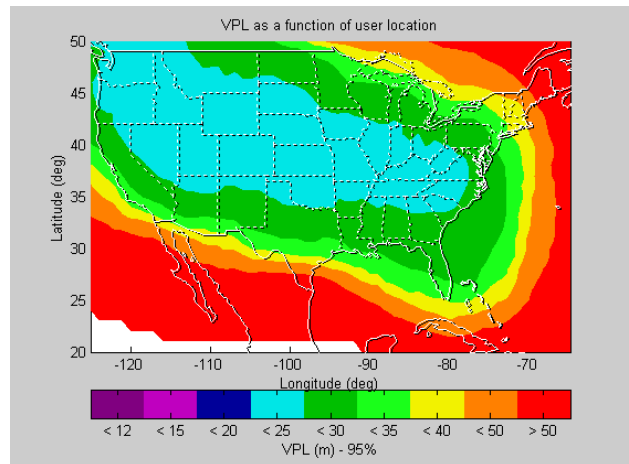 VPL as a function of user location
50
45
40
35
30
25
20
Latitude (deg)
-120 -110 -100 -90 -80 -70
Longitude (deg)
< 12 < 15 < 20 < 25 < 30 < 35 < 40 < 50 > 50
VPL (m) - 95%